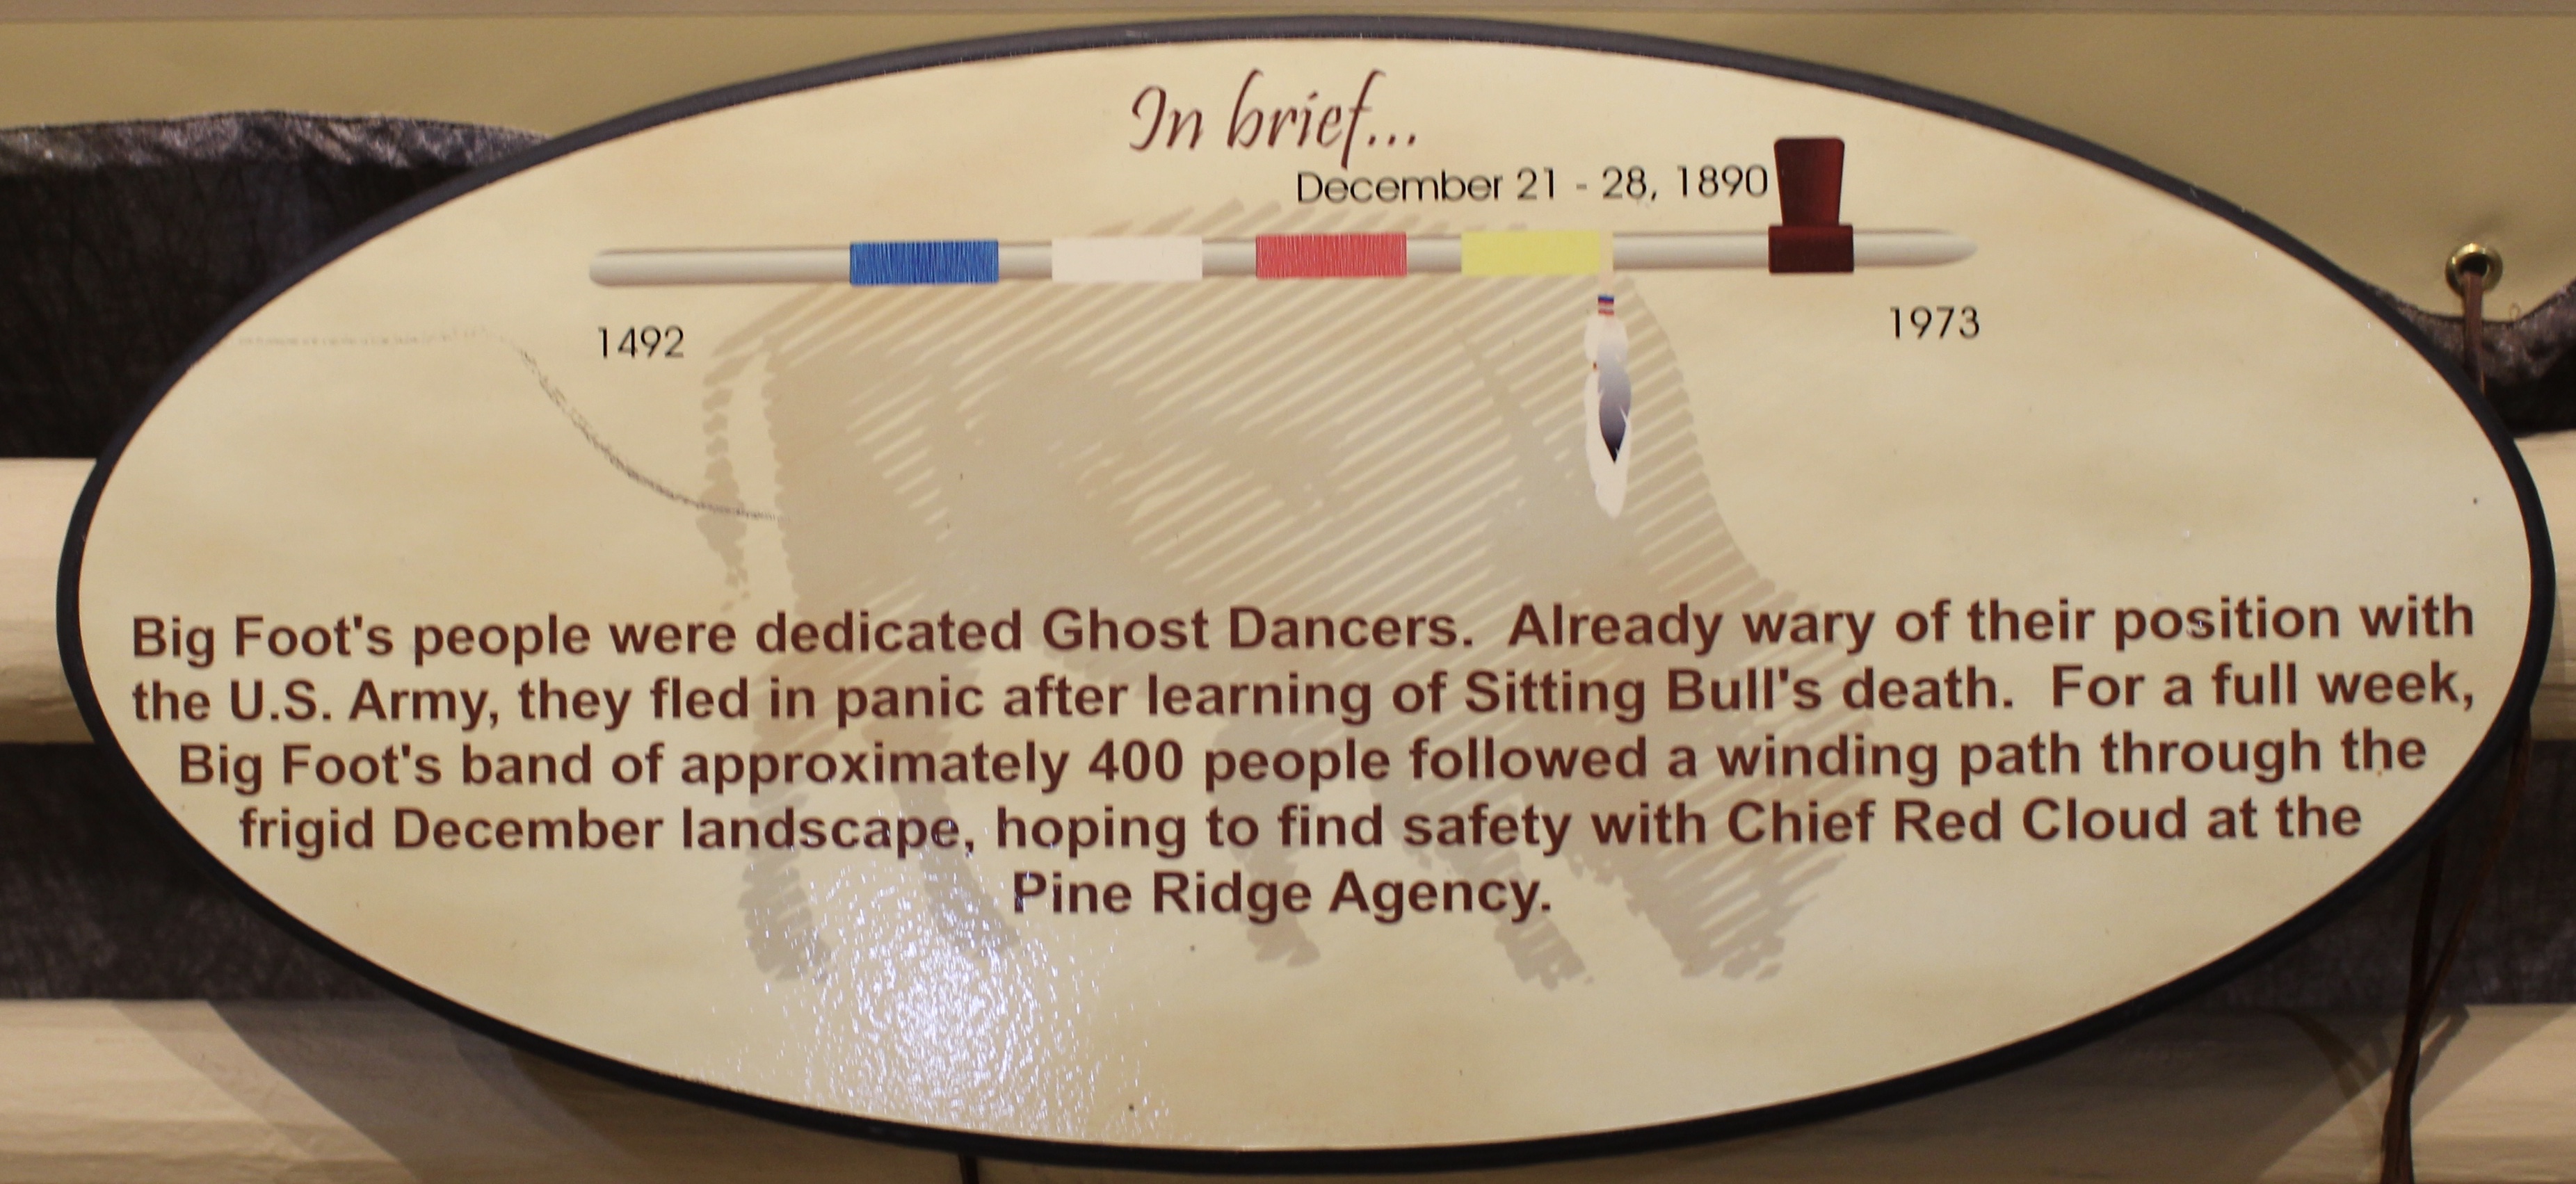 In brief...
December 21 - 28, 1890
1492
1973
Big Foot's people were dedicated Ghost Dancers.  Already wary of their position with
the U.S. Army, they fled in panic after learning of Sitting Bull's death.  For a full week,
Big Foot's band of approximately 400 people followed a winding path through the
frigid December landscape, hoping to find safety with Chief Red Cloud at the
Pine Ridge Agency.